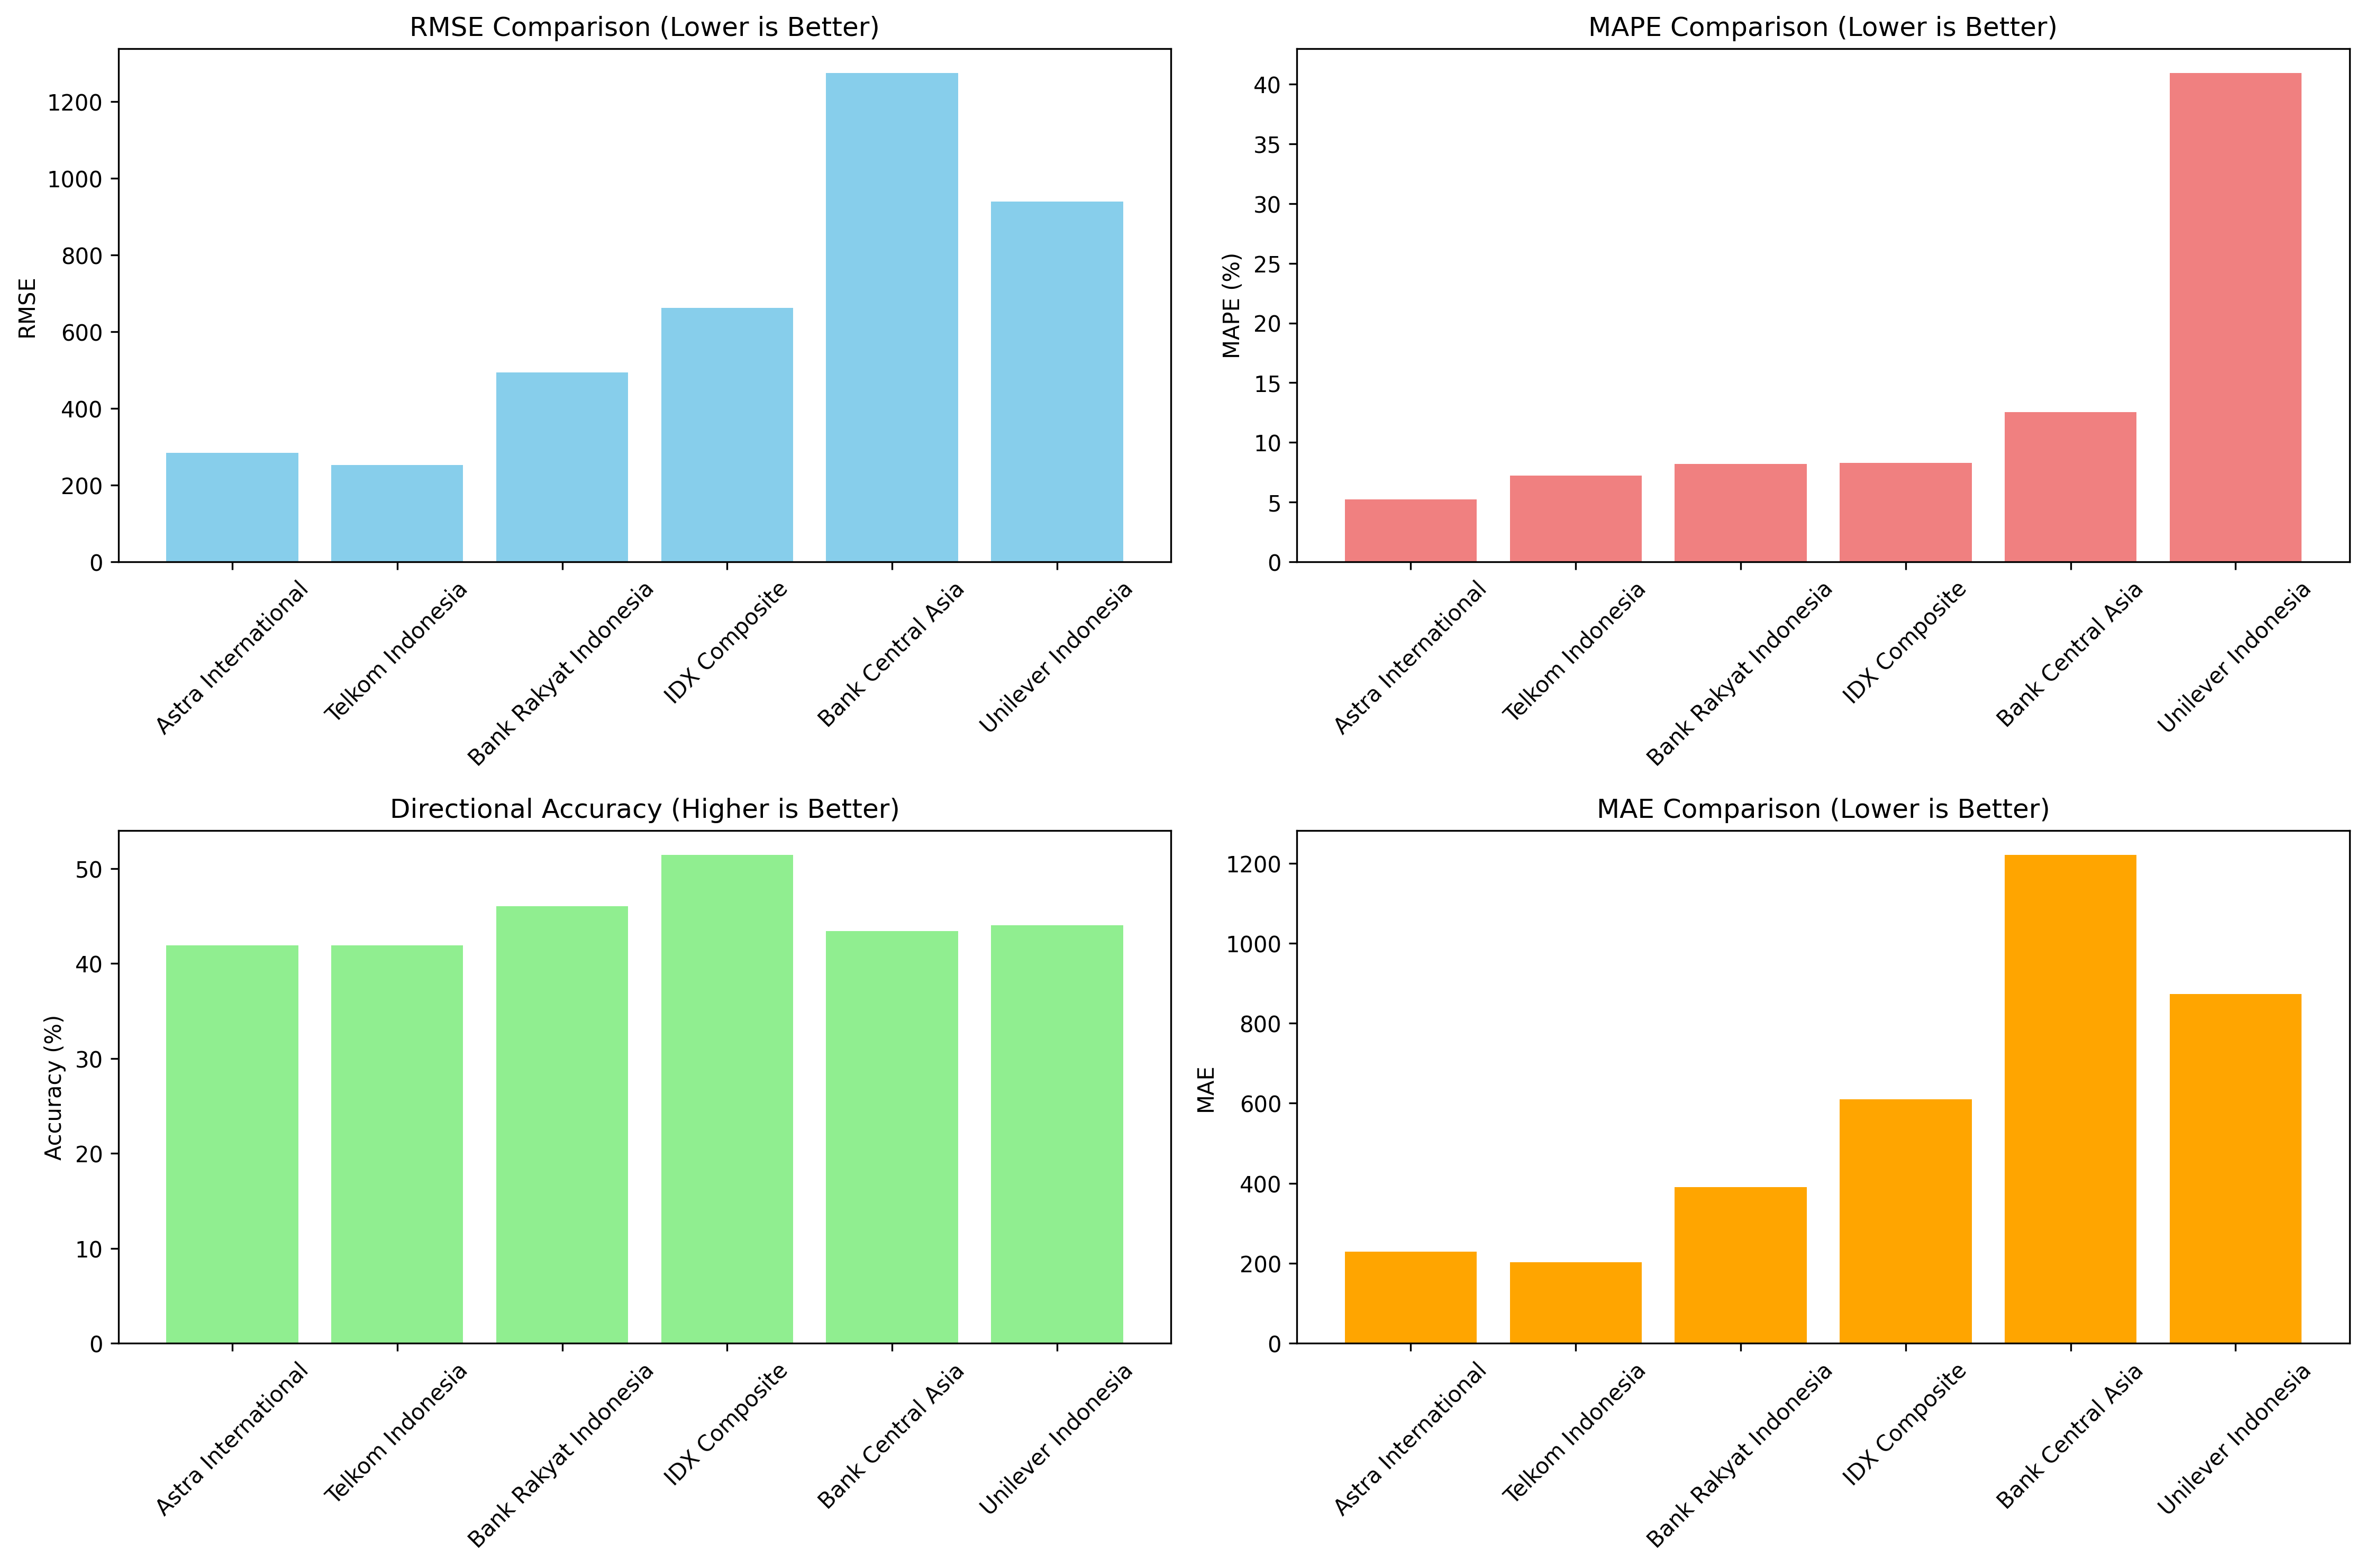 RMSE Comparison (Lower is Better)
RMSE
1200
1000
800
600
400
200
0
Astra International
Telkom Indonesia
Bank Rakyat Indonesia
IDX Composite
Bank Central Asia
Unilever Indonesia
MAPE Comparison (Lower is Better)
MAPE (%)
40
35
30
25
20
15
10
5
0
Astra International
Telkom Indonesia
Bank Rakyat Indonesia
IDX Composite
Bank Central Asia
Unilever Indonesia
Directional Accuracy (Higher is Better)
Accuracy (%)
50
40
30
20
10
0
Astra International
Telkom Indonesia
Bank Rakyat Indonesia
IDX Composite
Bank Central Asia
Unilever Indonesia
MAE Comparison (Lower is Better)
MAE
1200
1000
800
600
400
200
0
Astra International
Telkom Indonesia
Bank Rakyat Indonesia
IDX Composite
Bank Central Asia
Unilever Indonesia